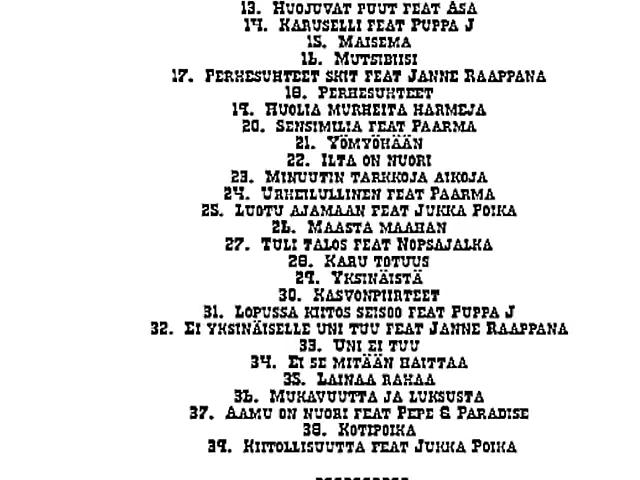 13. Huojuvat puut feat Asa
14. Karuselli feat Puppa J
15. Maisema
16. Mutsibiisi
17. Perhesuhteet skit feat Janne Raappana
18. Perhesuhteet
19. Huolia murheita harmeja
20. Sensimilia feat Paarma
21. Yömyöhään
22. Ilta on nuori
23. Minuutin tarkkoja aikoja
24. Urheilullinen feat Paarma
25. Luotu ajamaan feat Jukka Poika
26. Maasta maahan
27. Tuli talos feat Nopsajalka
28. Karu totuus
29. Yksinäistä
30. Kasvonpiirteet
31. Lopussa kiitos seisoo feat Puppa J
32. Ei yksinäiselle uni tuu feat Janne Raappana
33. Uni ei tuu
34. Ei se mitään haittaa
35. Lainaa rahaa
36. Mukavuutta ja luksusta
37. Aamu on nuori feat Pepe & Paradise
38. Kotipoika
39. Kiitollisuutta feat Jukka Poika